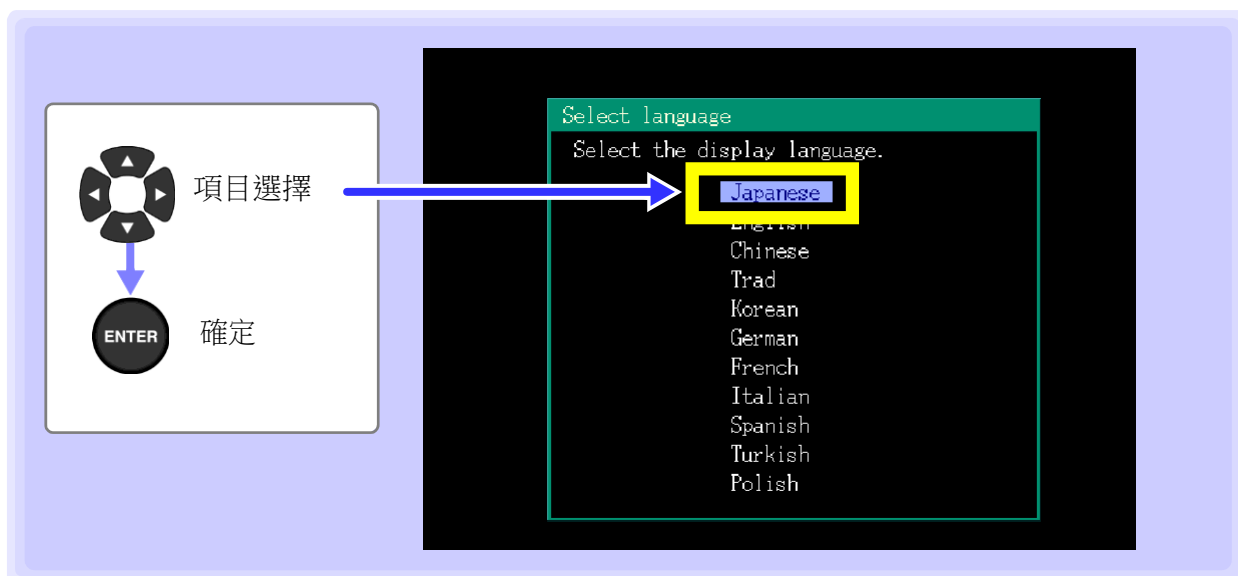 項目選擇
ENTER
確定
Select language
Select the display language.
Japanese
English
Chinese
Trad
Korean
German
French
Italian
Spanish
Turkish
Polish